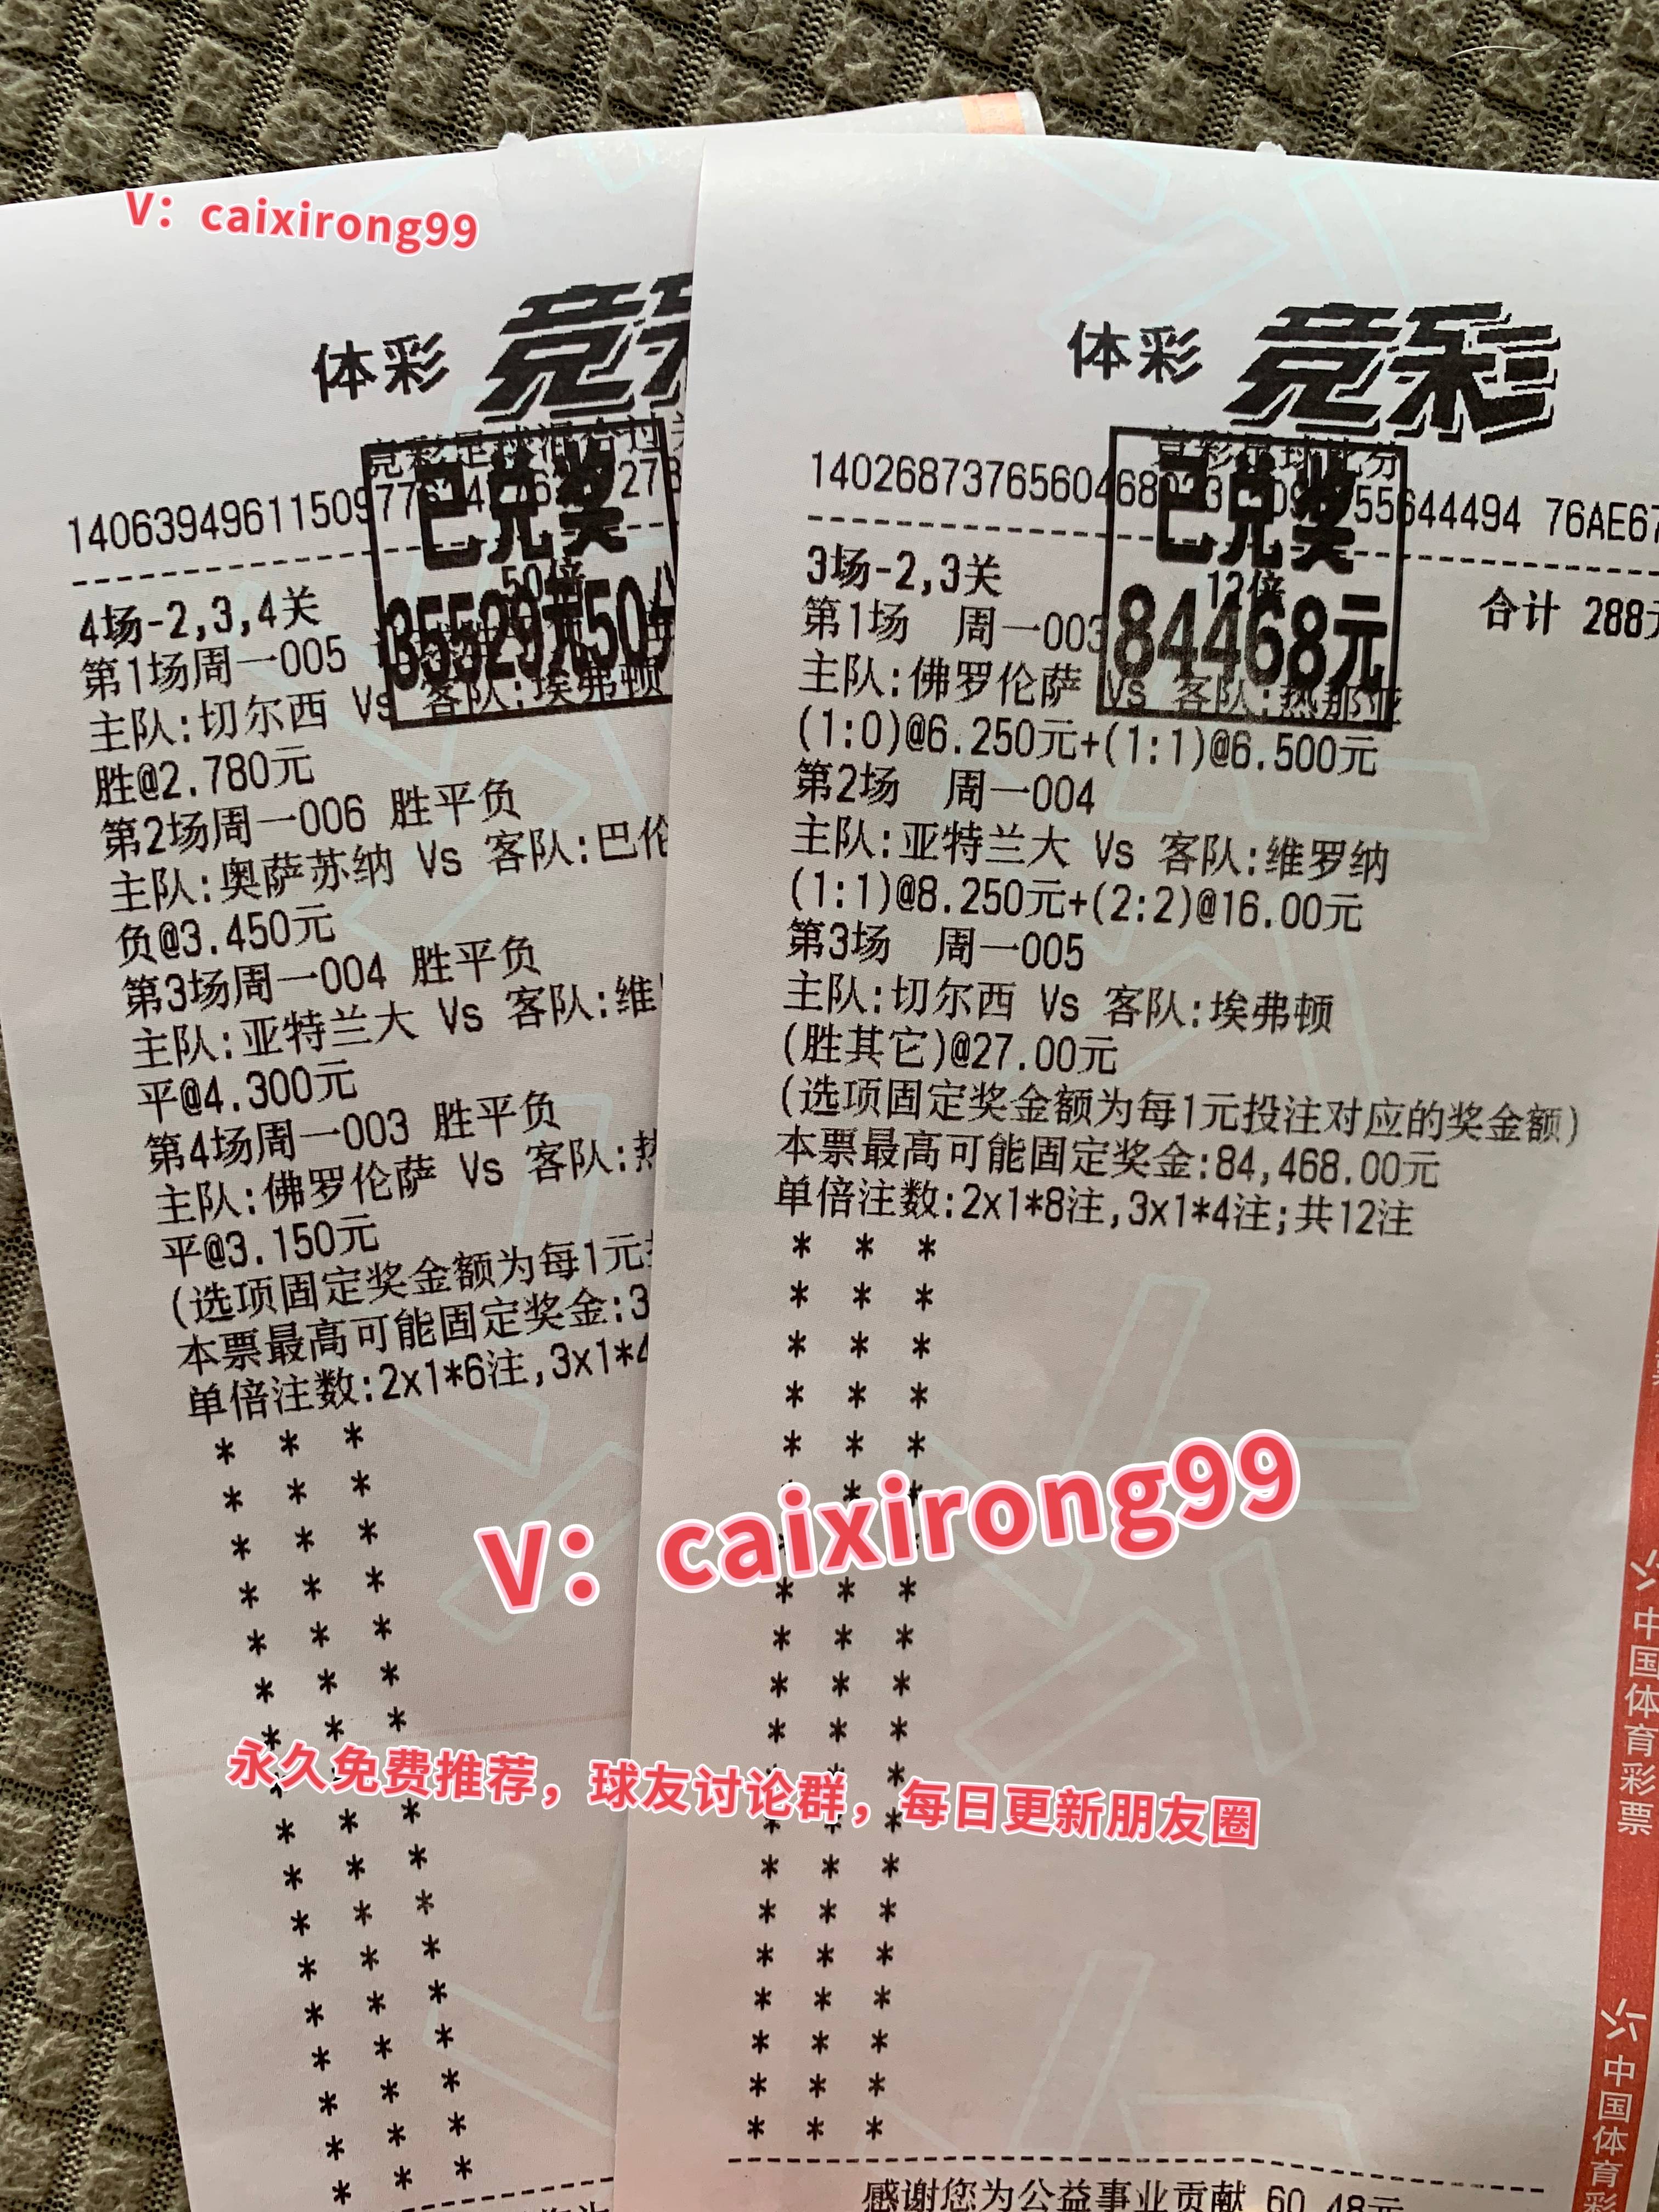 V: caixirong99
体彩
4场-2,3,4关
50倍
已兑奖
35529元50分
第1场周一005
主队:切尔西 Vs 客队:埃弗顿
胜@2.780元
第2场周一006 胜平负
主队:奥萨苏纳 Vs 客队:巴伦
负@3.450元
第3场周一004 胜平负
主队:亚特兰大 Vs 客队:维
平@4.300元
第4场周一003 胜平负
主队:佛罗伦萨 Vs 客队:热
平@3.150元
(选项固定奖金额为每1元
本票最高可能固定奖金:3
单倍注数:2x1*6注,3x1*4
体彩 竞彩
竞彩足球比分
644494 76AE67
已兑奖
84468元
3场-2,3关
12倍
合计 288元
第1场 周一003
主队:佛罗伦萨 Vs 客队:热那亚
(1:0)@6.250元+(1:1)@6.500元
第2场 周一004
主队:亚特兰大 Vs 客队:维罗纳
(1:1)@8.250元+(2:2)@16.00元
第3场 周一005
主队:切尔西 Vs 客队:埃弗顿
(胜其它)@27.00元
(选项固定奖金额为每1元投注对应的奖金额)
本票最高可能固定奖金:84,468.00元
单倍注数:2x1*8注,3x1*4注;共12注
V: caixirong99
永久免费推荐，球友讨论群，每日更新朋友圈
感谢您为公益事业贡献 60.48元
中国体育彩票
中国体育彩